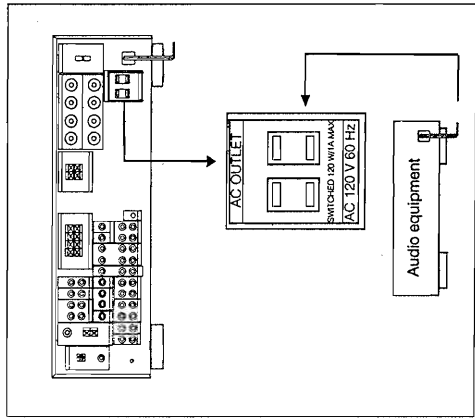 AC OUTLET
SWITCHED 120 W/1A MAX
AC 120 V 60 Hz
Audio equipment